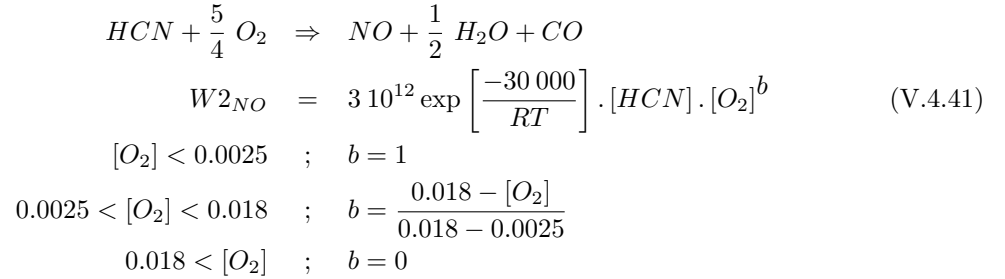 HCN + 5/4 O₂ ⇒ NO + 1/2 H₂O + CO
W2_{NO} = 3 10^{12} exp [ −30 000 / RT ] . [HCN] . [O₂]^b (V.4.41)
[O₂] < 0.0025 ; b = 1
0.0025 < [O₂] < 0.018 ; b = (0.018 − [O₂]) / (0.018 − 0.0025)
0.018 < [O₂] ; b = 0